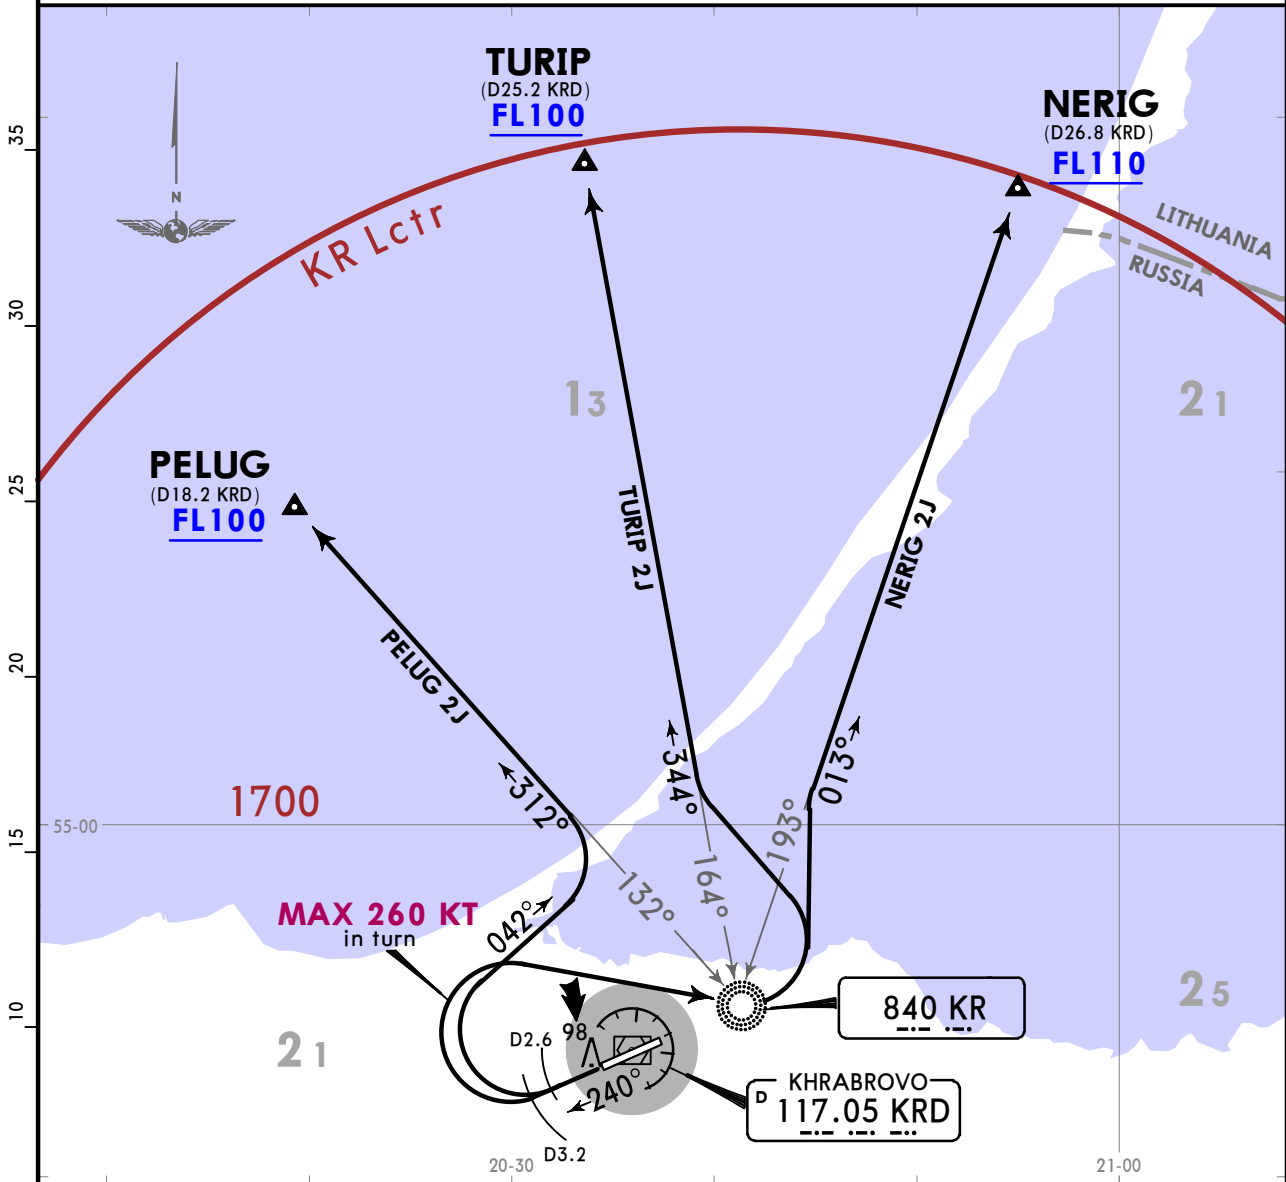 TURIP
(D25.2 KRD)
FL100
NERIG
(D26.8 KRD)
FL110
35
N
KR Lctr
LITHUANIA
RUSSIA
30
13
21
PELUG
(D18.2 KRD)
FL100
25
TURIP 2J
NERIG 2J
20
PELUG 2J
344°
013°
312°
1700
193°
55-00
15
132°
164°
MAX 260 KT
in turn
042°
25
840 KR
10
98
D2.6
21
240°
KHRABROVO
D 117.05 KRD
D3.2
20-30
21-00